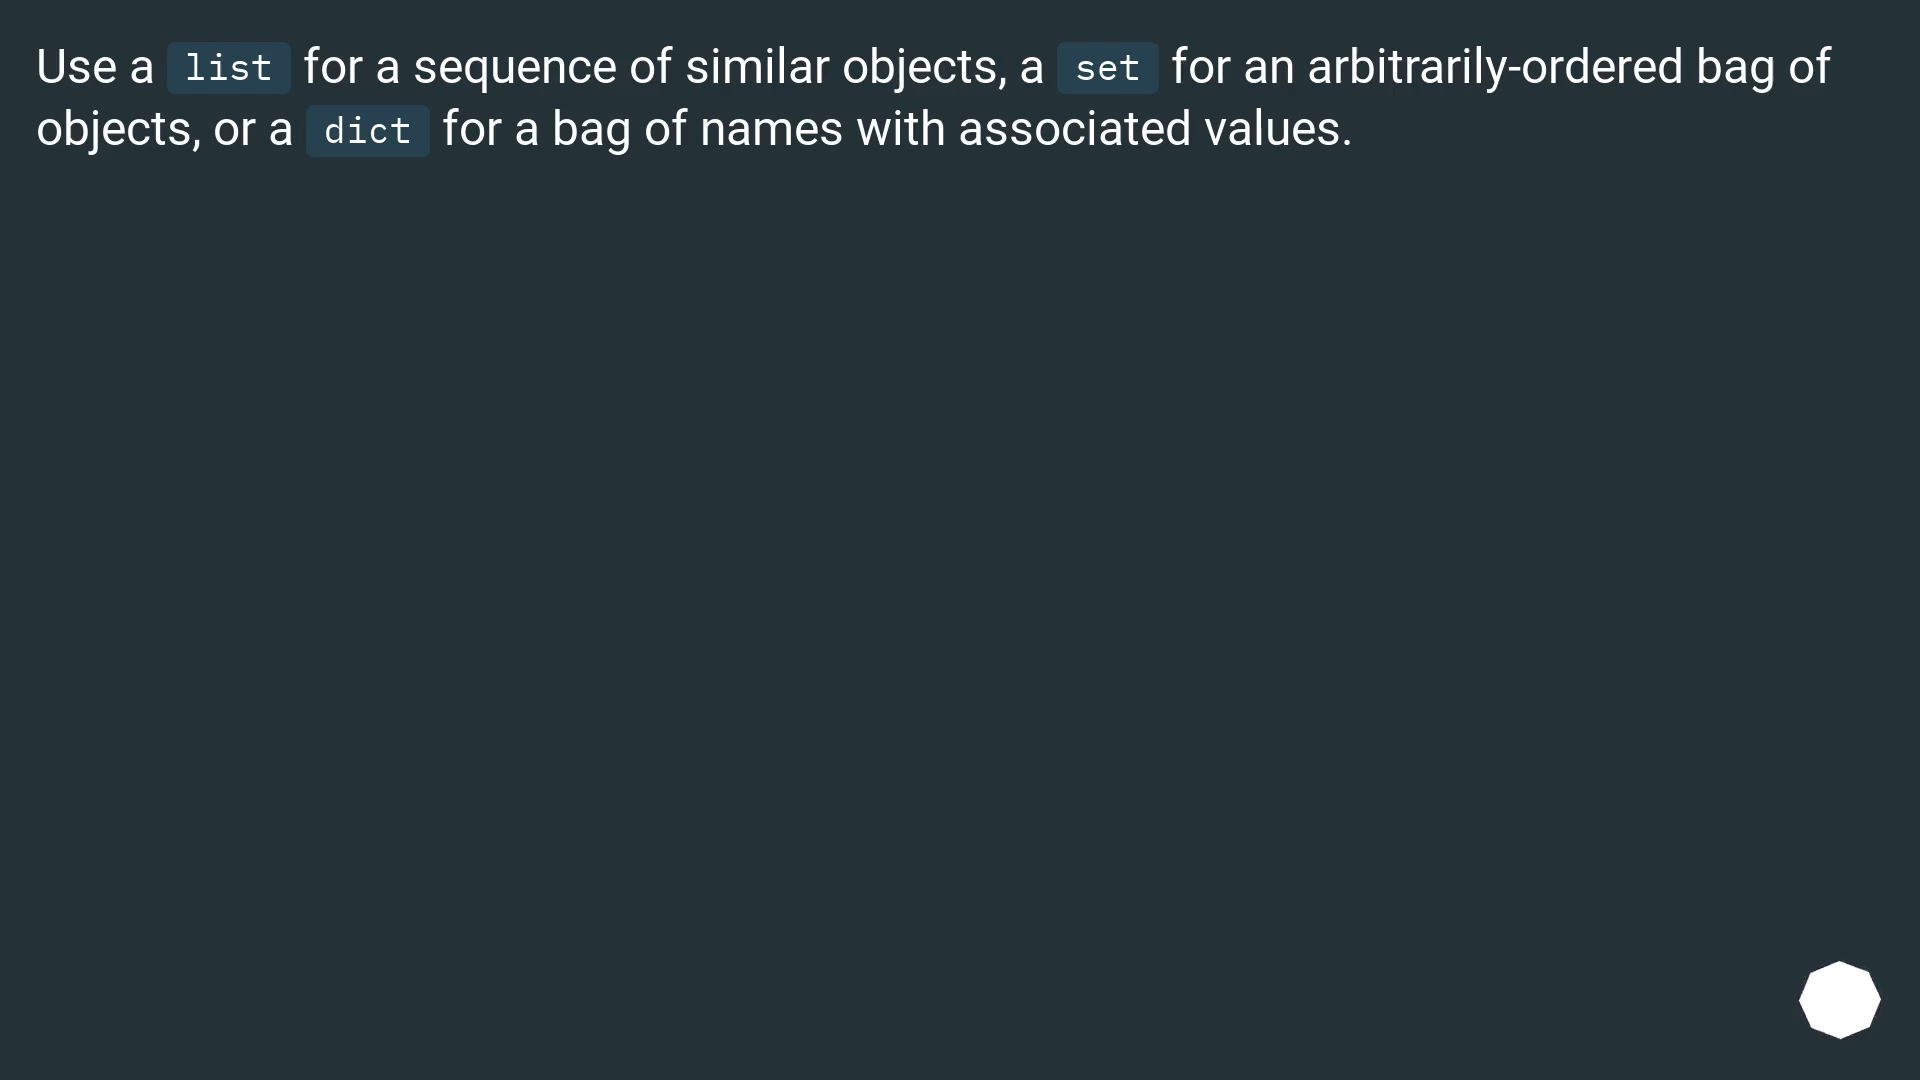 Use a list for a sequence of similar objects, a set for an arbitrarily-ordered bag of
objects, or a dict for a bag of names with associated values.